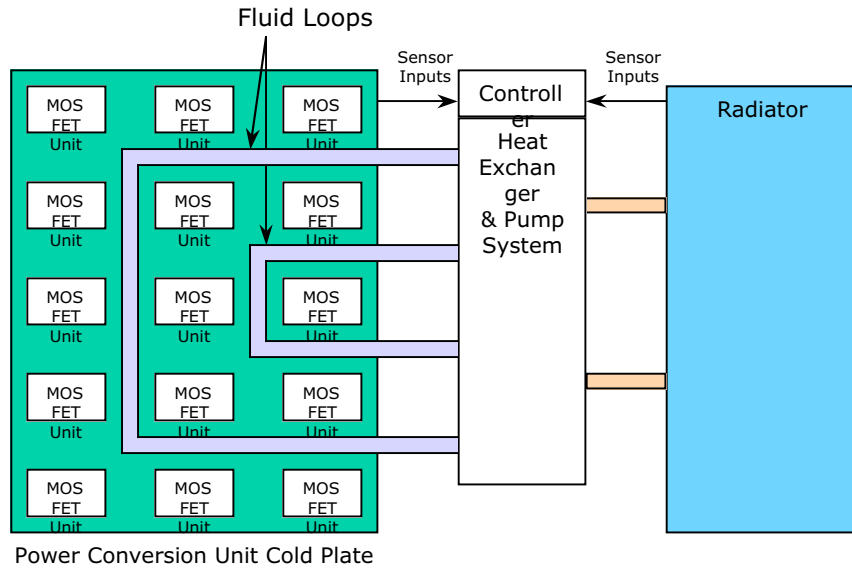 Fluid Loops
Sensor
Inputs
Sensor
Inputs
MOS
FET
Unit
MOS
FET
Unit
MOS
FET
Unit
Controll
er
Radiator
Heat
Exchan
ger
& Pump
System
MOS
FET
Unit
MOS
FET
Unit
MOS
FET
Unit
MOS
FET
Unit
MOS
FET
Unit
MOS
FET
Unit
MOS
FET
Unit
MOS
FET
Unit
MOS
FET
Unit
MOS
FET
Unit
MOS
FET
Unit
MOS
FET
Unit
Power Conversion Unit Cold Plate